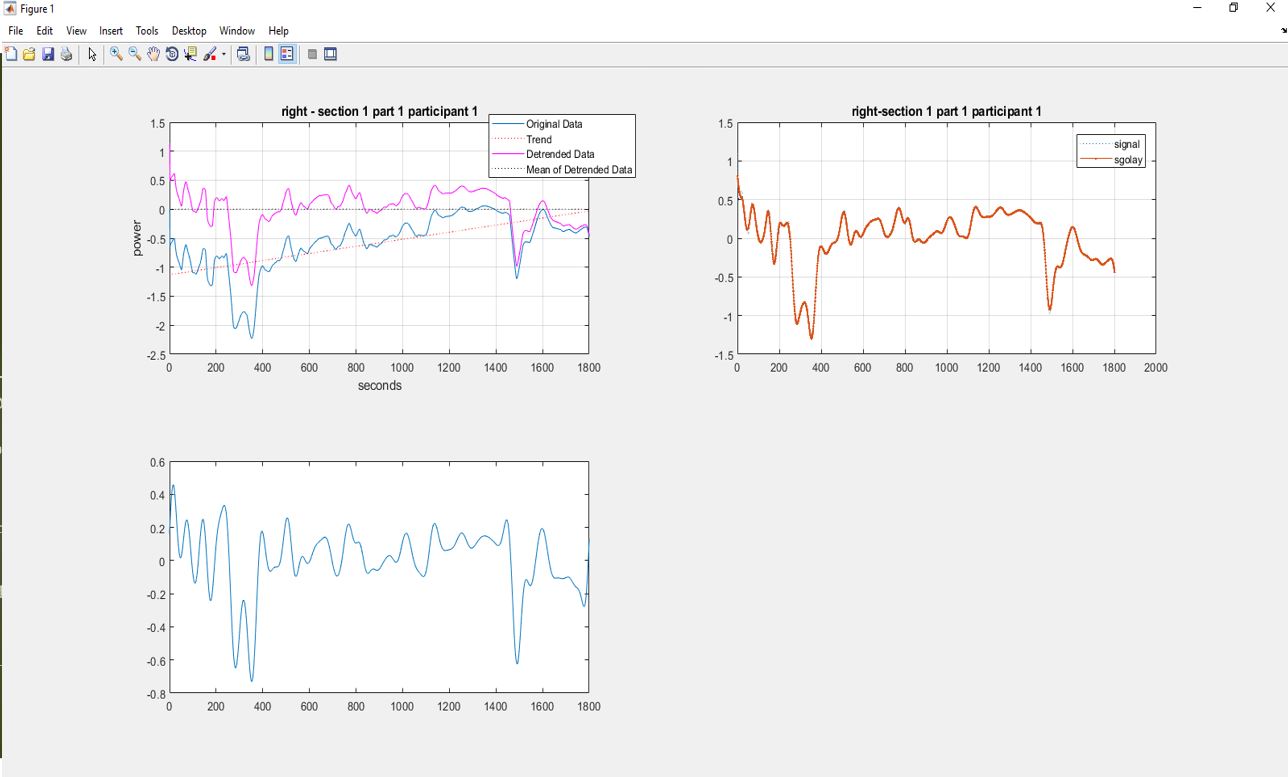 Figure 1
File Edit View Insert Tools Desktop Window Help
right - section 1 part 1 participant 1
Original Data
Trend
Detrended Data
Mean of Detrended Data
1.5
1
0.5
0
-0.5
-1
-1.5
-2
-2.5
power
0 200 400 600 800 1000 1200 1400 1600 1800
seconds
right-section 1 part 1 participant 1
signal
sgolay
1.5
1
0.5
0
-0.5
-1
-1.5
0 200 400 600 800 1000 1200 1400 1600 1800 2000
0.6
0.4
0.2
0
-0.2
-0.4
-0.6
-0.8
0 200 400 600 800 1000 1200 1400 1600 1800